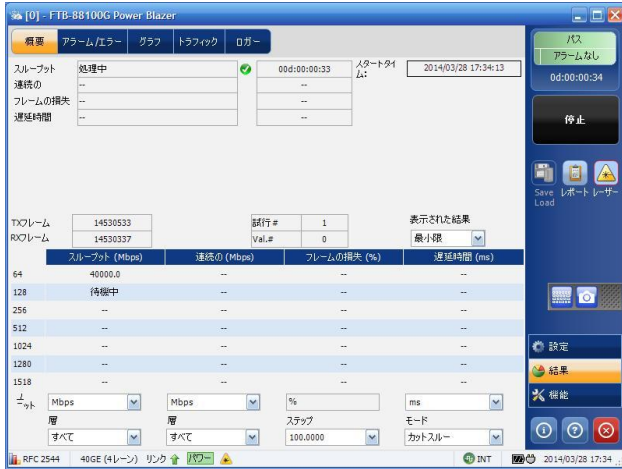 [0] - FTB-88100G Power Blazer
概要 アラーム/エラー グラフ トラフィック ロガー
パス
アラームなし
0d:00:00:34
停止
Save Load レポート レーザー
スループット 処理中 00d:00:00:33 スタートタイム: 2014/03/28 17:34:13
連続の -- --
フレームの損失 -- --
遅延時間 -- --
TXフレーム 14530533 試行 # 1 表示された結果
RXフレーム 14530337 Val.# 0 最小限
スループット (Mbps) 連続の (Mbps) フレームの損失 (%) 遅延時間 (ms)
64 40000.0 -- -- --
128 待機中 -- -- --
256 -- -- -- --
512 -- -- -- --
1024 -- -- -- --
1280 -- -- -- --
1518 -- -- -- --
ユニット Mbps Mbps % ms
層 層 ステップ モード
すべて すべて 100.0000 カットスルー
設定
結果
機能
RFC 2544 40GE (4レーン) リンク パワー INT 2014/03/28 17:34